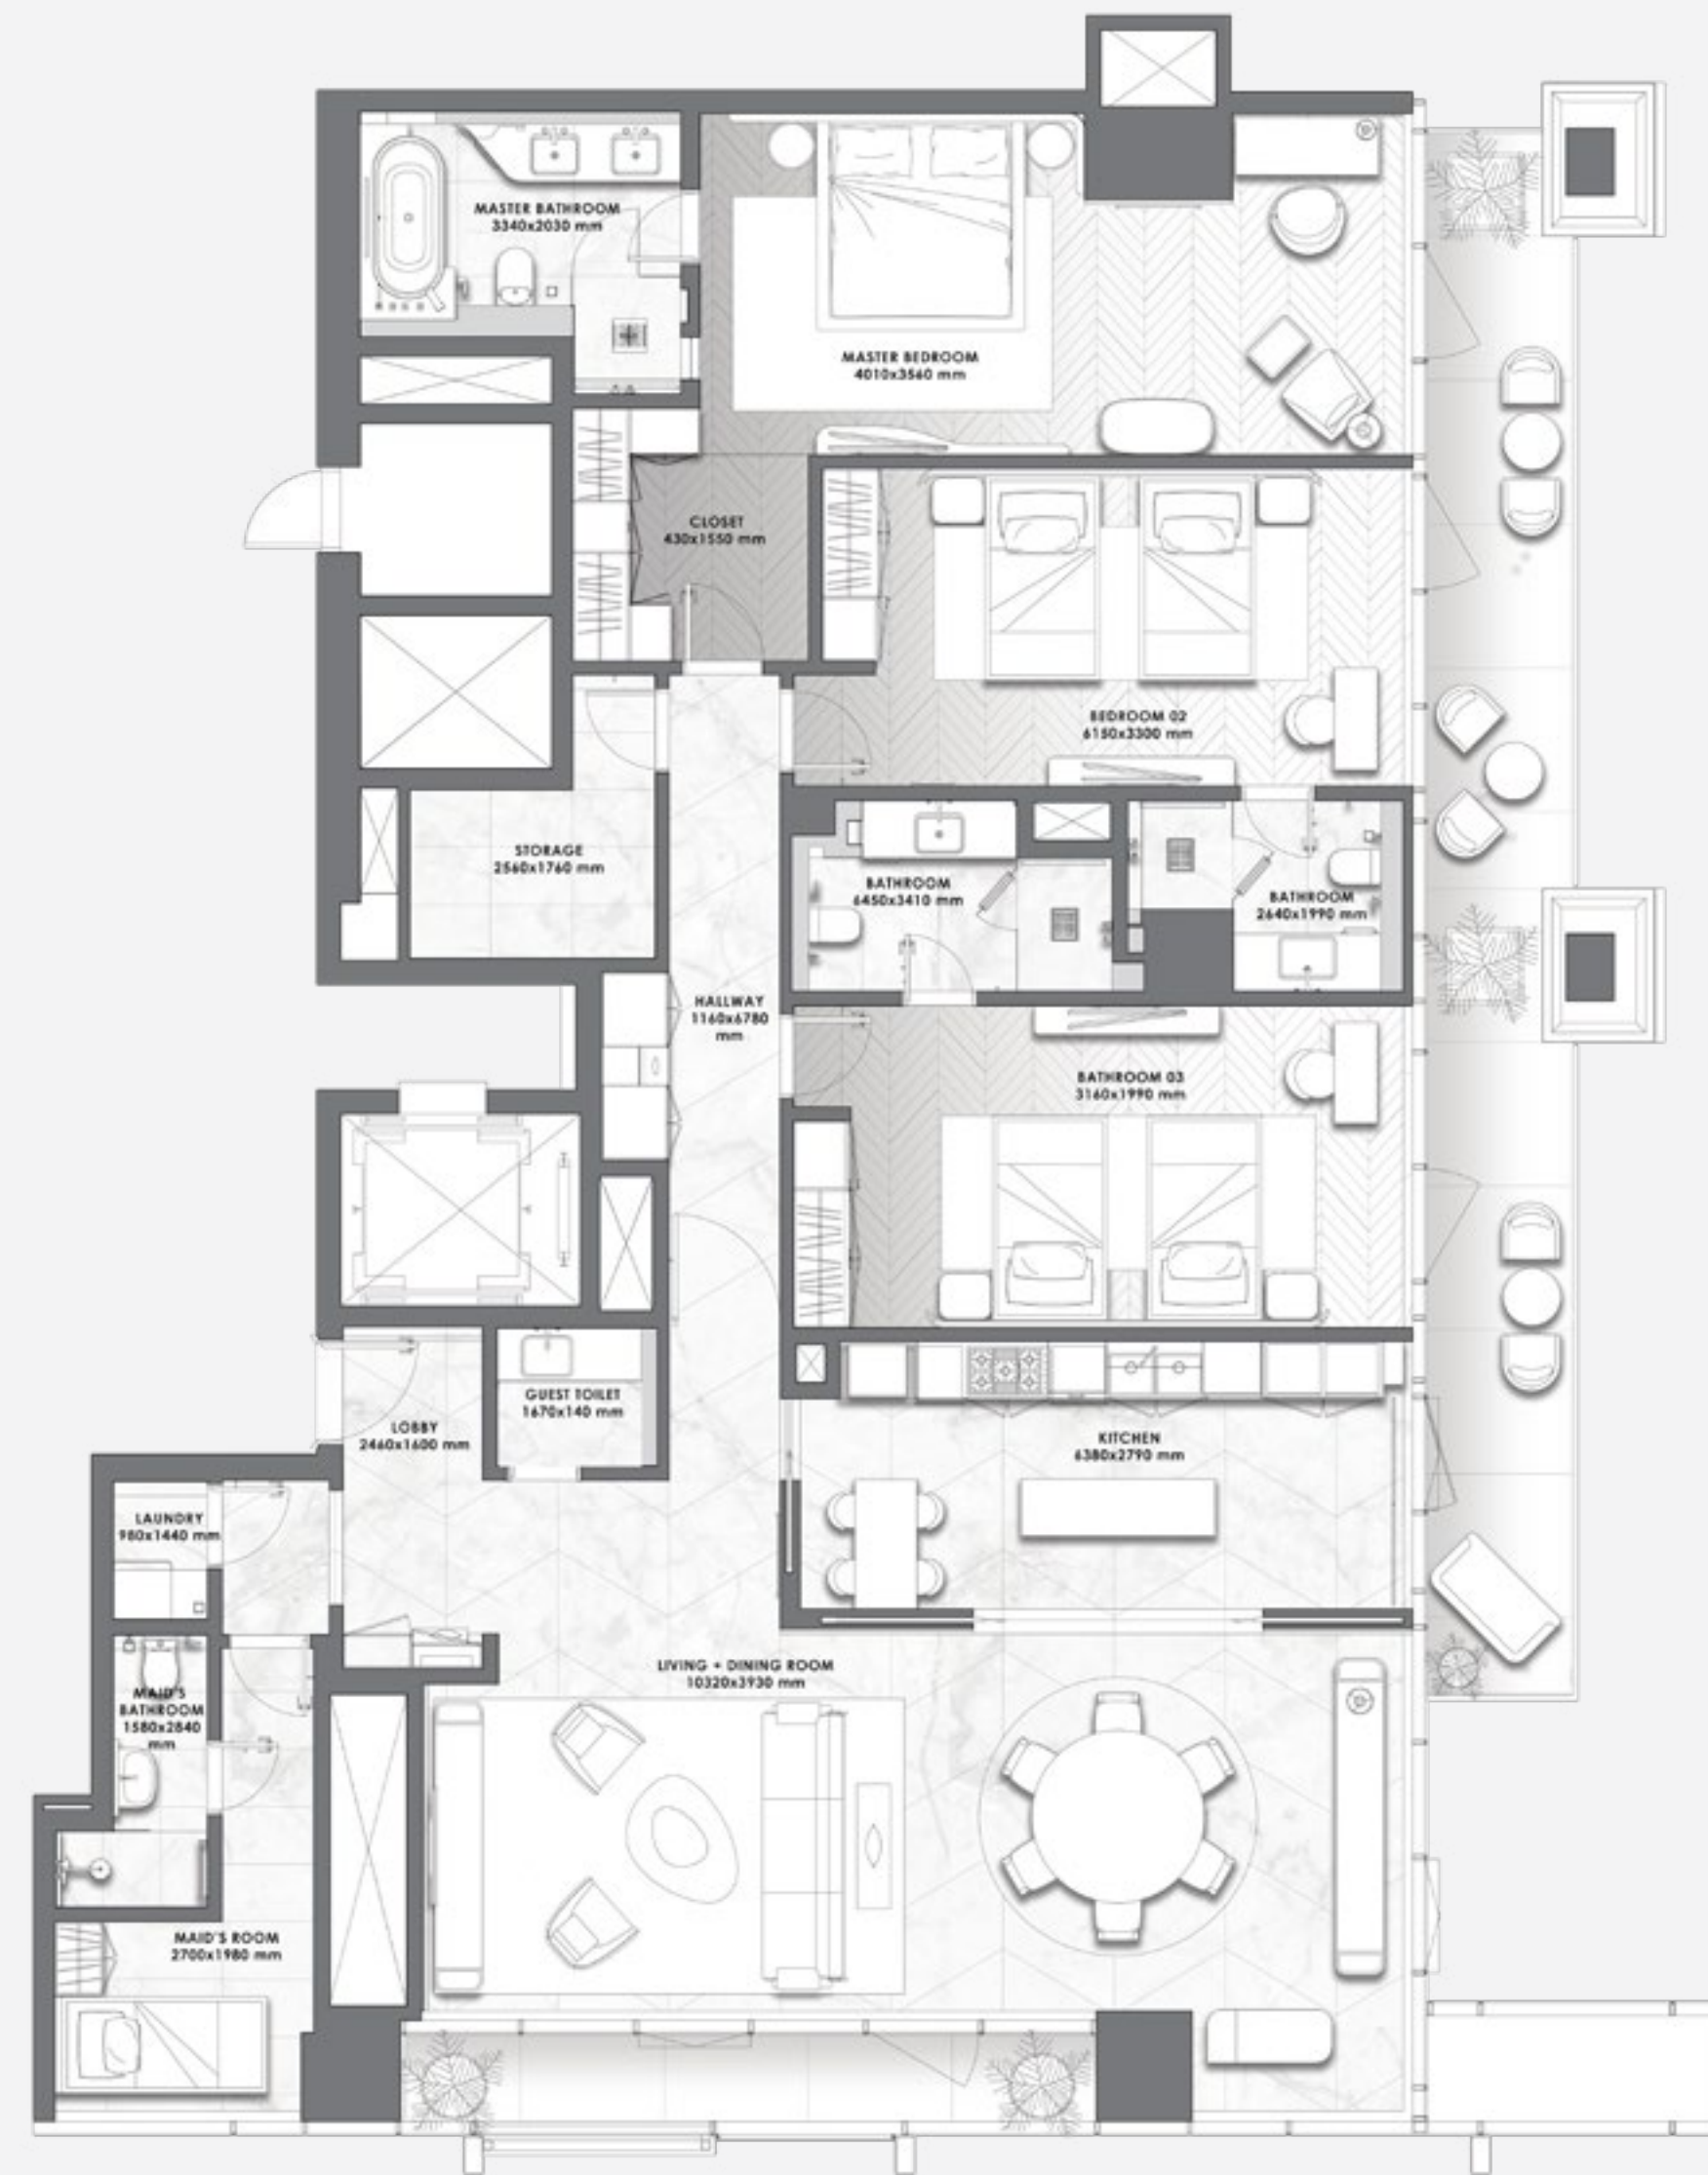 MASTER BATHROOM
3340x2030 mm
MASTER BEDROOM
4010x3560 mm
CLOSET
430x1550 mm
BEDROOM 02
6150x3300 mm
STORAGE
2560x1760 mm
BATHROOM
6450x3410 mm
BATHROOM
2640x1990 mm
HALLWAY
1160x6780
mm
BATHROOM 03
3160x1990 mm
GUEST TOILET
1670x140 mm
LOBBY
2460x1600 mm
KITCHEN
6380x2790 mm
LAUNDRY
980x1440 mm
LIVING + DINING ROOM
10320x3930 mm
MAID'S
BATHROOM
1580x2840
mm
MAID'S ROOM
2700x1980 mm